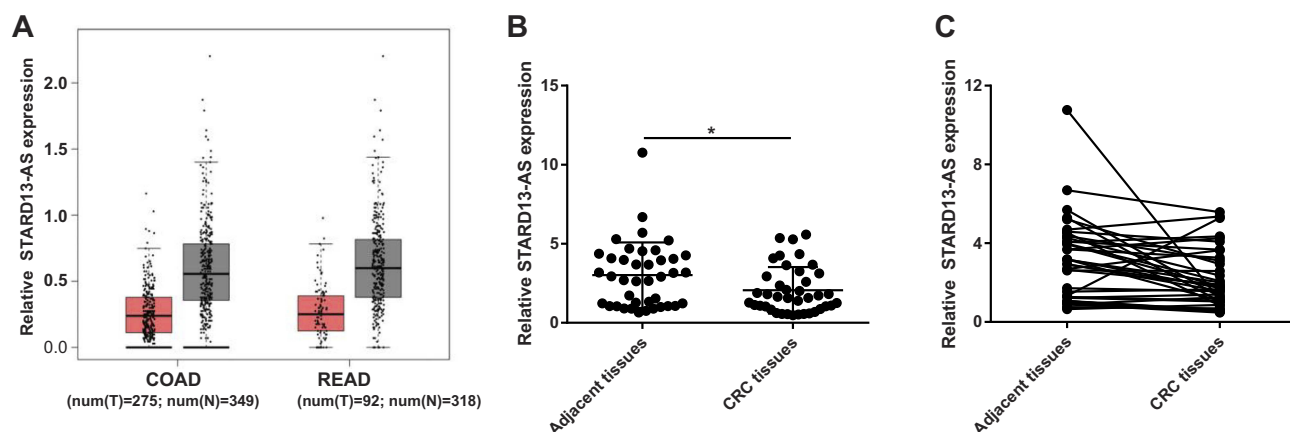 A
Relative STARD13-AS expression
2.0
1.5
1.0
0.5
0.0
COAD
(num(T)=275; num(N)=349)
READ
(num(T)=92; num(N)=318)
B
Relative STARD13-AS expression
15
10
5
0
*
Adjacent tissues
CRC tissues
C
Relative STARD13-AS expression
12
8
4
0
Adjacent tissues
CRC tissues